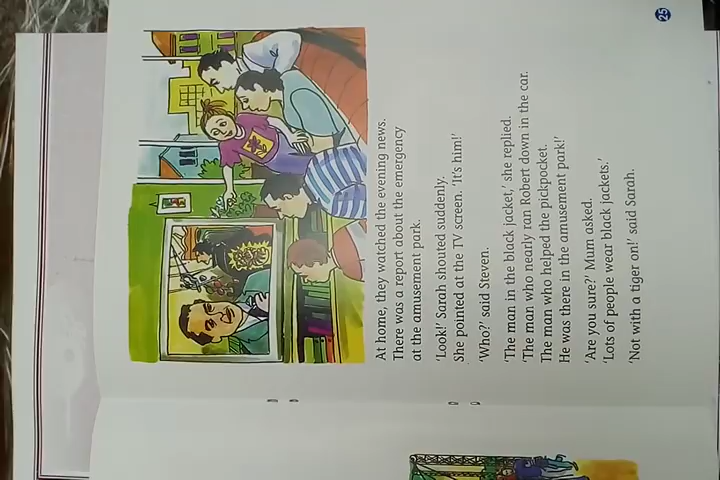 At home, they watched the evening news.
There was a report about the emergency
at the amusement park.
'Look!' Sarah shouted suddenly.
She pointed at the TV screen. 'It's him!'
'Who?' said Steven.
'The man in the black jacket,' she replied.
'The man who nearly ran Robert down in the car.
The man who helped the pickpocket.
He was there in the amusement park!'
'Are you sure?' Mum asked.
'Lots of people wear black jackets.'
'Not with a tiger on!' said Sarah.
25